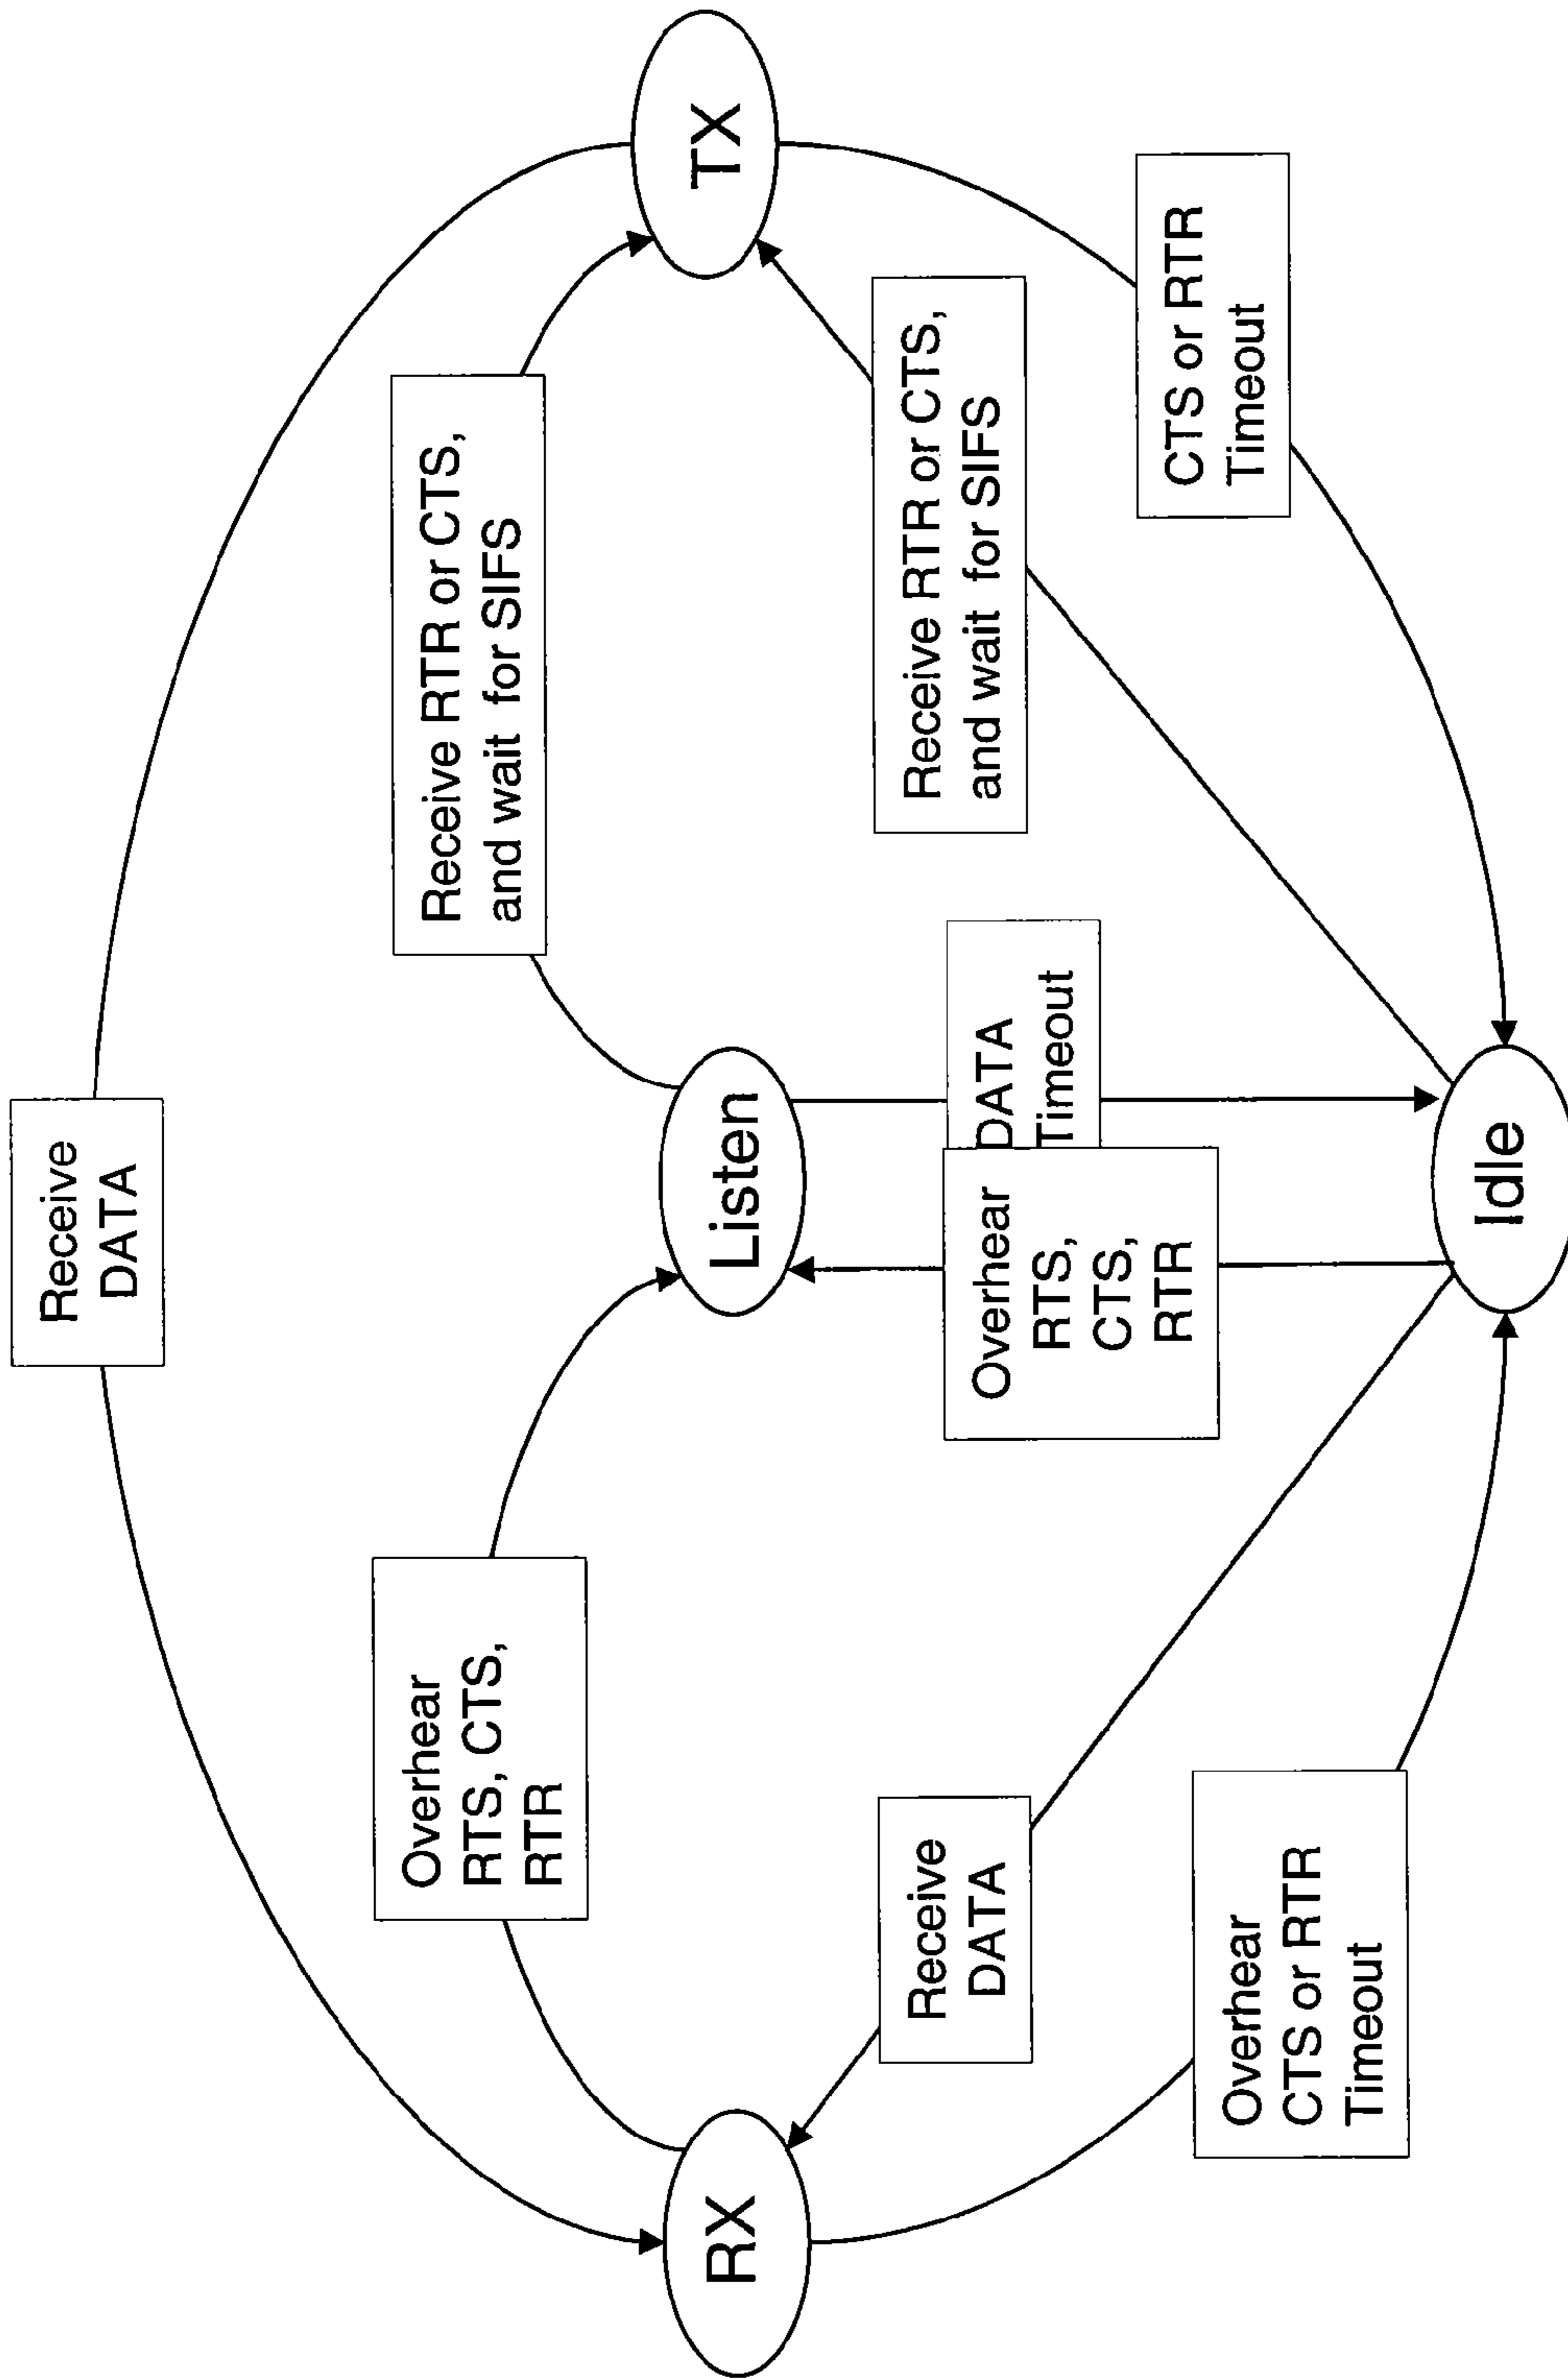 Receive
DATA
Overhear
RTS, CTS,
RTR
Receive RTR or CTS,
and wait for SIFS
RX
Listen
TX
Receive
DATA
Overhear
RTS,
CTS,
RTR
DATA
Timeout
Receive RTR or CTS,
and wait for SIFS
Overhear
CTS or RTR
Timeout
CTS or RTR
Timeout
Idle